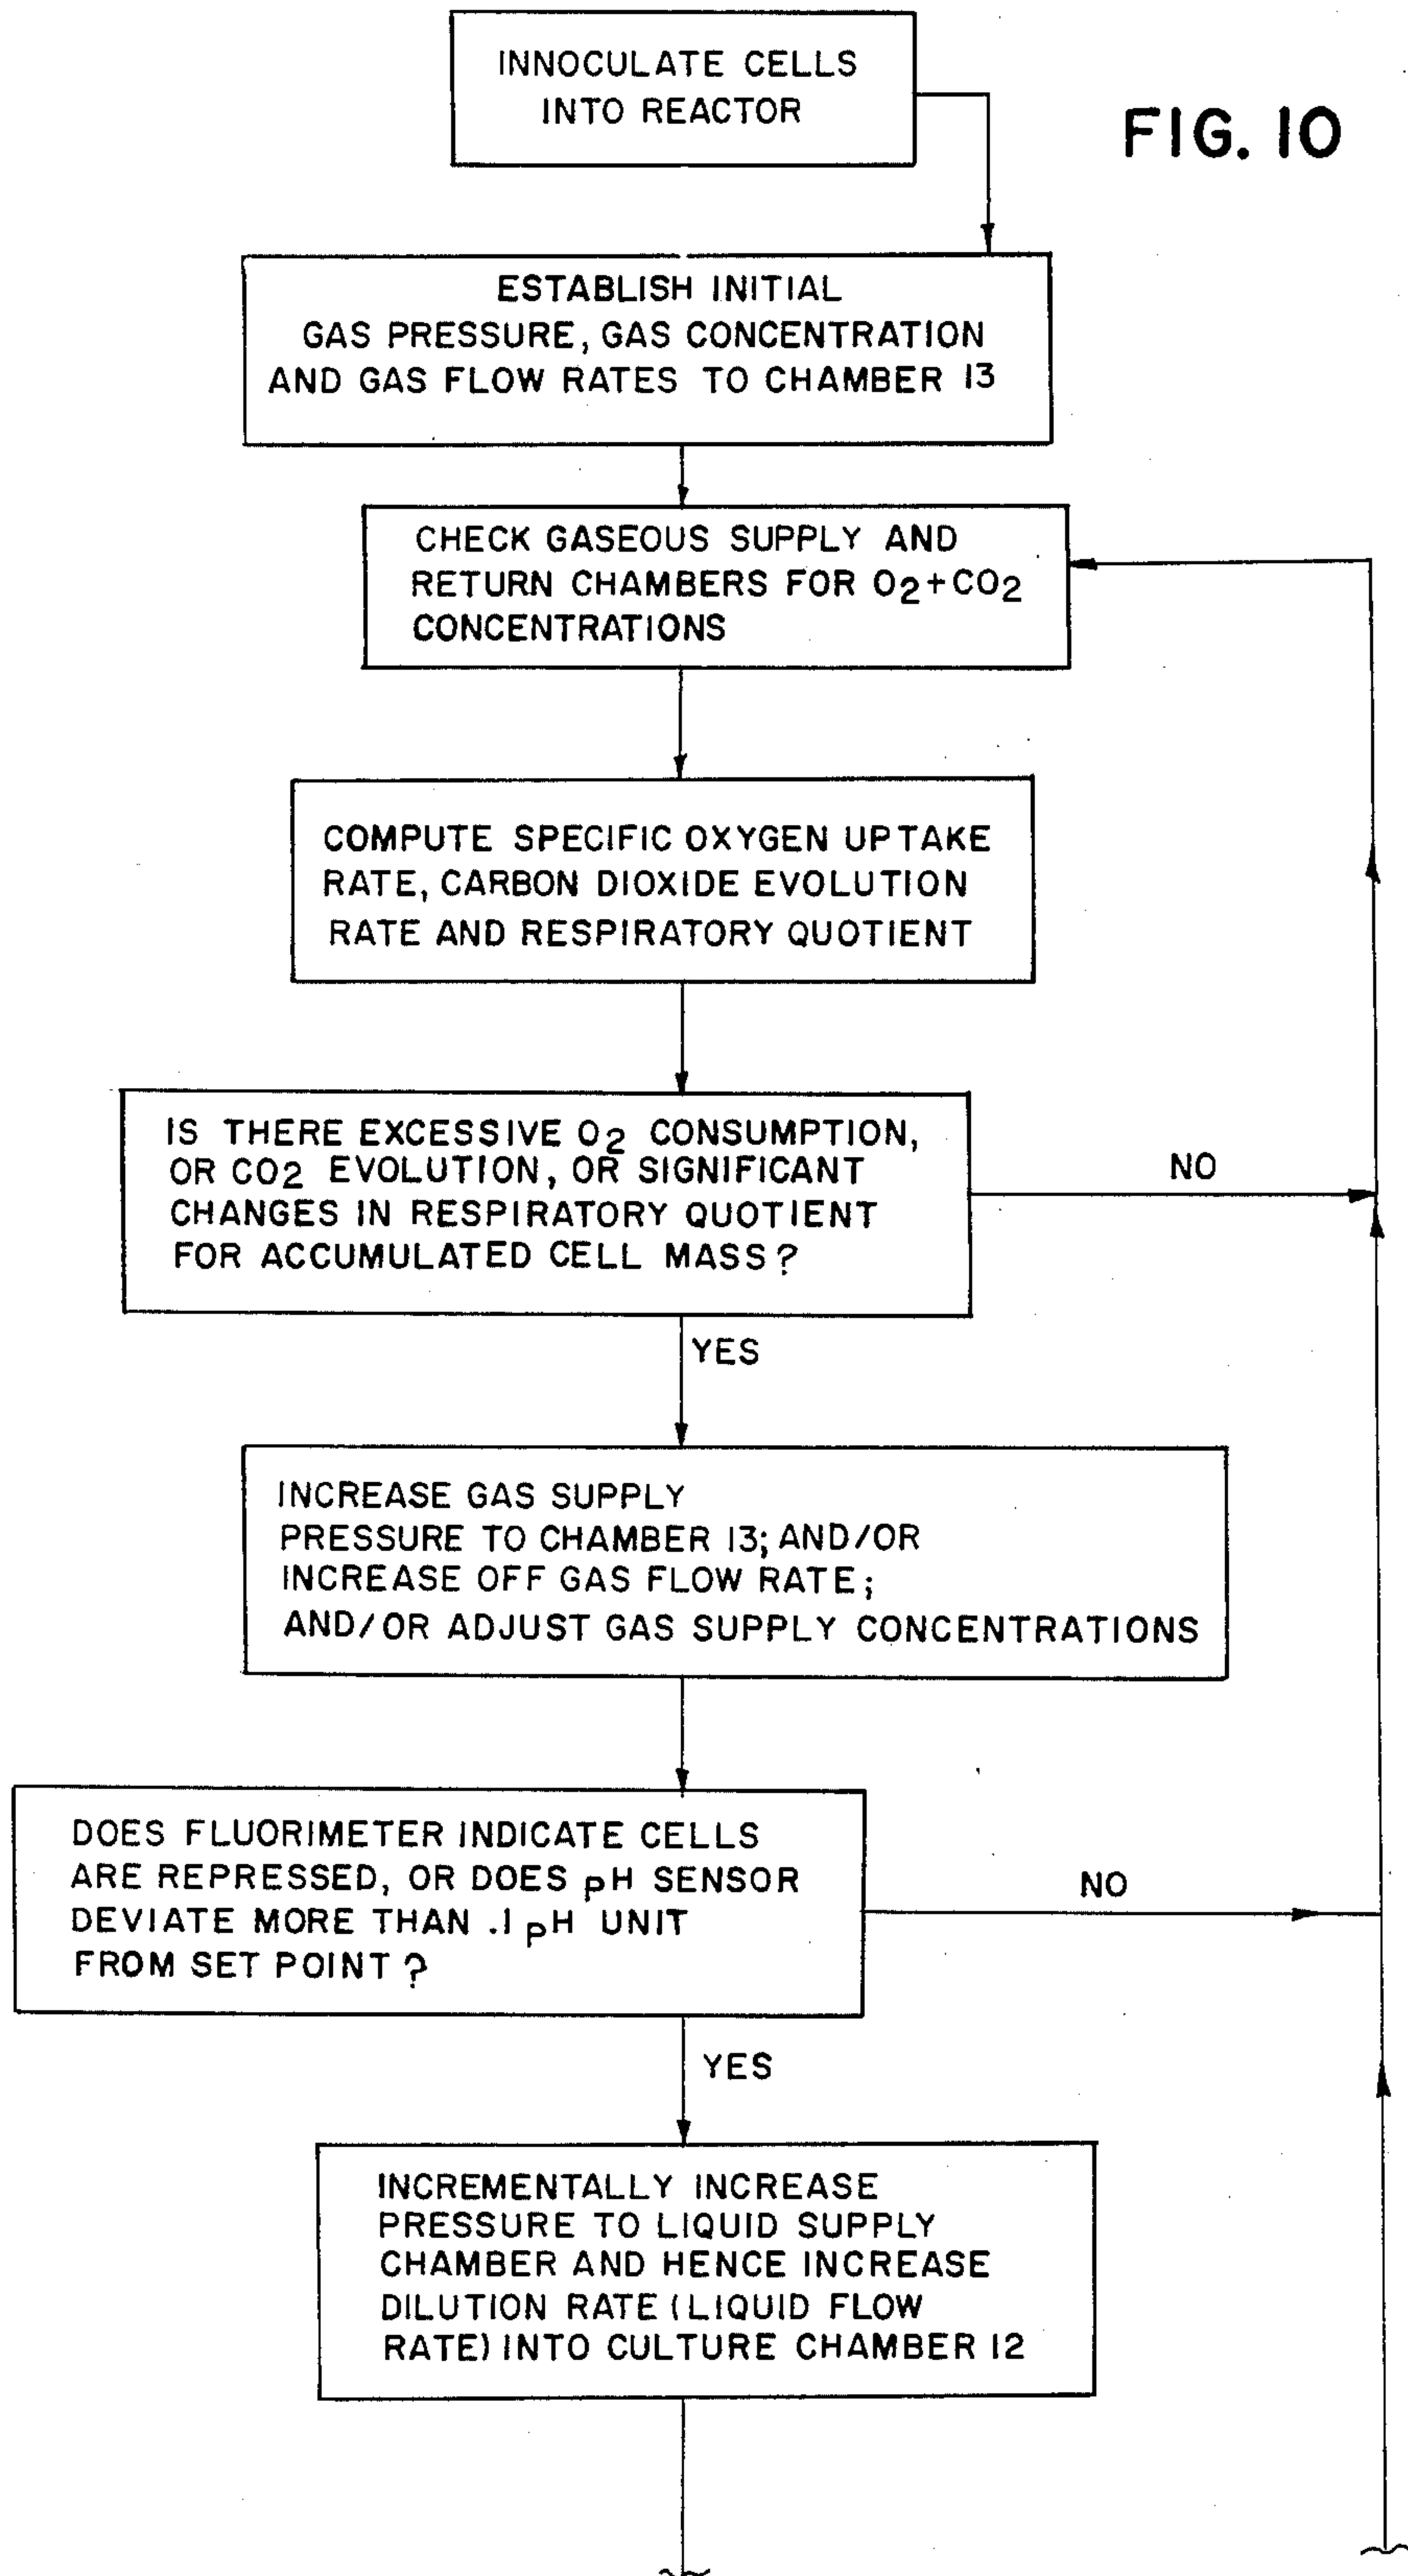 INNOCULATE CELLS
INTO REACTOR
FIG. 10
ESTABLISH INITIAL
GAS PRESSURE, GAS CONCENTRATION
AND GAS FLOW RATES TO CHAMBER 13
CHECK GASEOUS SUPPLY AND
RETURN CHAMBERS FOR O2+CO2
CONCENTRATIONS
COMPUTE SPECIFIC OXYGEN UPTAKE
RATE, CARBON DIOXIDE EVOLUTION
RATE AND RESPIRATORY QUOTIENT
IS THERE EXCESSIVE O2 CONSUMPTION,
OR CO2 EVOLUTION, OR SIGNIFICANT
CHANGES IN RESPIRATORY QUOTIENT
FOR ACCUMULATED CELL MASS?
NO
YES
INCREASE GAS SUPPLY
PRESSURE TO CHAMBER 13; AND/OR
INCREASE OFF GAS FLOW RATE;
AND/OR ADJUST GAS SUPPLY CONCENTRATIONS
DOES FLUORIMETER INDICATE CELLS
ARE REPRESSED, OR DOES pH SENSOR
DEVIATE MORE THAN .1 pH UNIT
FROM SET POINT?
NO
YES
INCREMENTALLY INCREASE
PRESSURE TO LIQUID SUPPLY
CHAMBER AND HENCE INCREASE
DILUTION RATE (LIQUID FLOW
RATE) INTO CULTURE CHAMBER 12